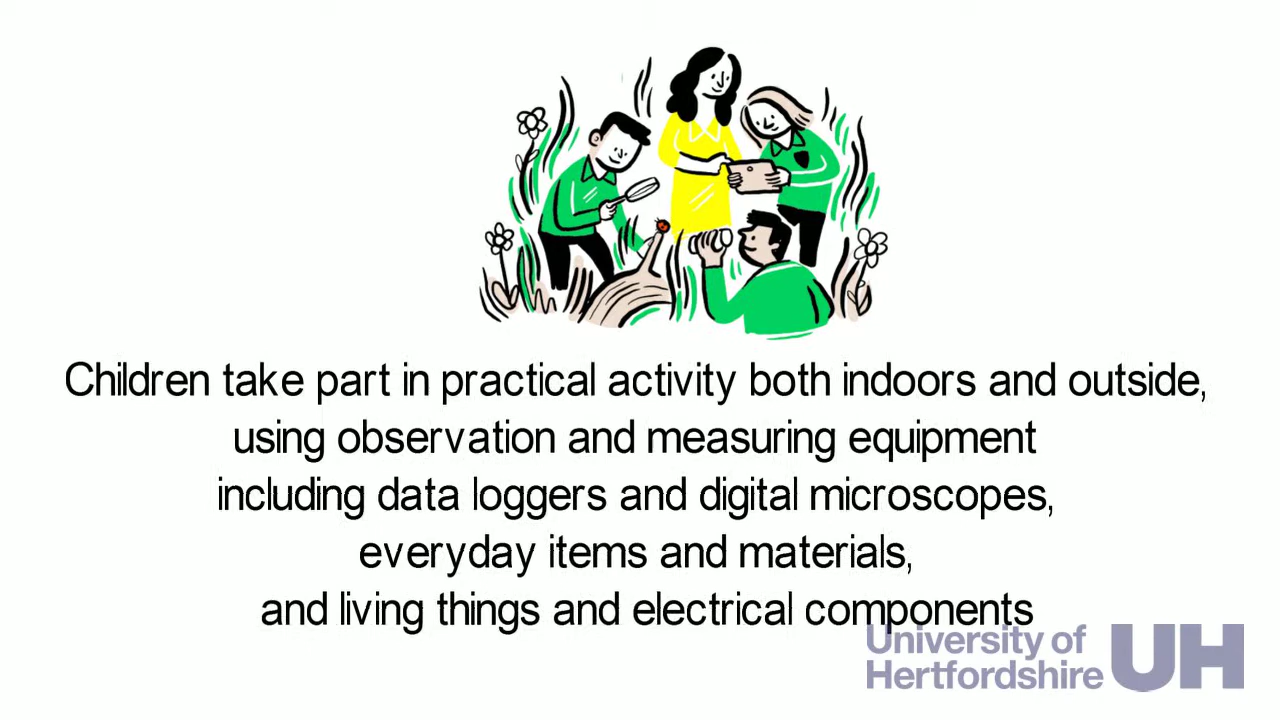 Children take part in practical activity both indoors and outside,
using observation and measuring equipment
including data loggers and digital microscopes,
everyday items and materials,
and living things and electrical components
University of
Hertfordshire
UH